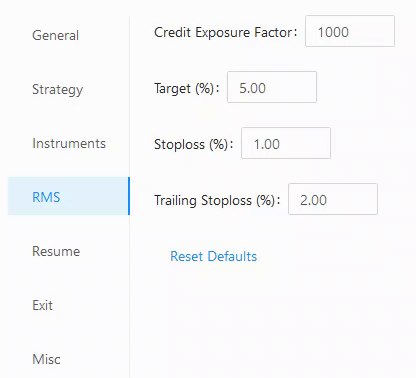 General
Strategy
Instruments
RMS
Resume
Exit
Misc
Credit Exposure Factor: 1000
Target (%): 5.00
Stoploss (%): 1.00
Trailing Stoploss (%): 2.00
Reset Defaults